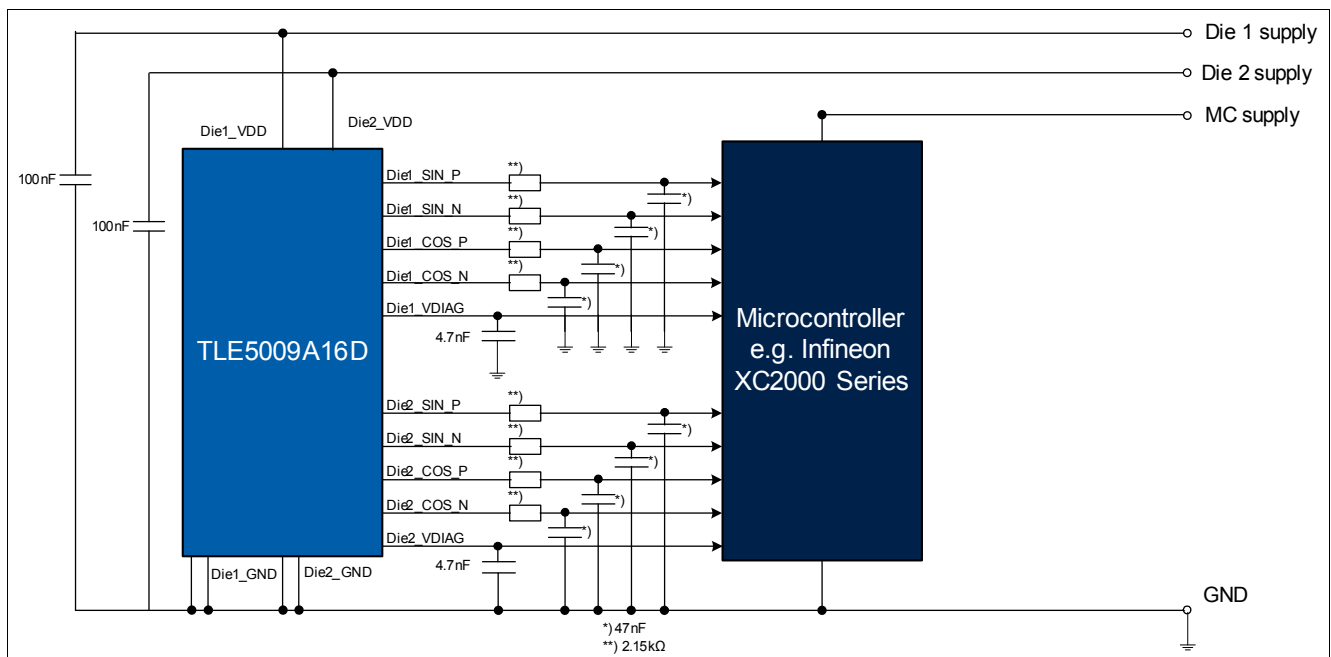 Die 1 supply
Die 2 supply
MC supply
Die1_VDD
Die2_VDD
100nF
100nF
TLE5009A16D
Die1_SIN_P
**)
*)
Die1_SIN_N
**)
*)
Die1_COS_P
**)
*)
Die1_COS_N
**)
*)
Die1_VDIAG
4.7nF
Microcontroller
e.g. Infineon
XC2000 Series
Die2_SIN_P
**)
*)
Die2_SIN_N
**)
*)
Die2_COS_P
**)
*)
Die2_COS_N
**)
*)
Die2_VDIAG
4.7nF
Die1_GND
Die2_GND
GND
*) 47nF
**) 2.15kΩ